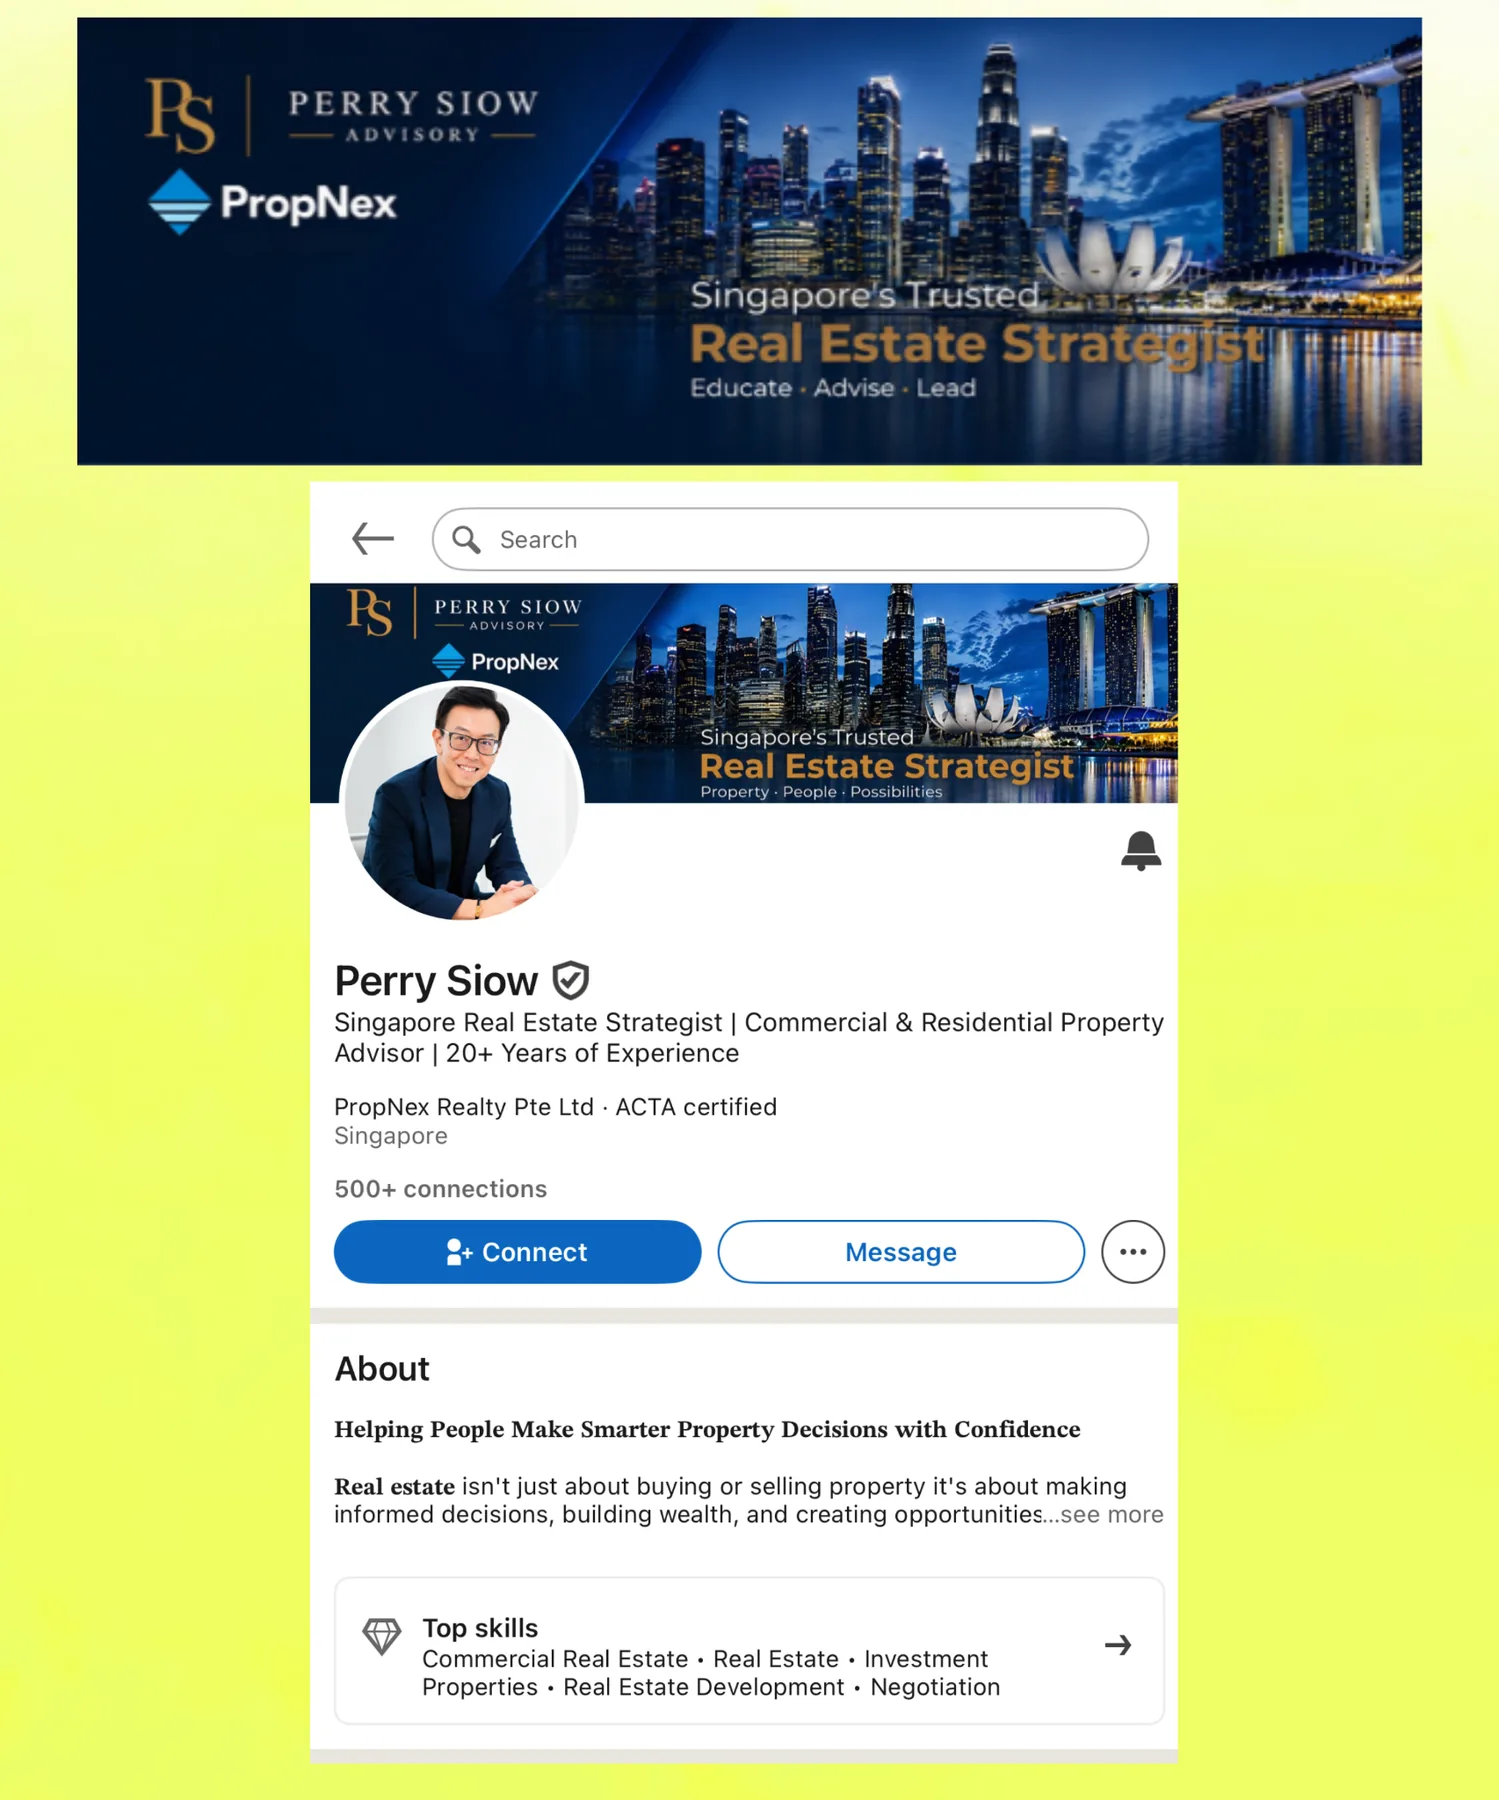 PS
PERRY SIOW
ADVISORY
PropNex
Singapore's Trusted
Real Estate Strategist
Educate · Advise · Lead
Search
PS
PERRY SIOW
ADVISORY
PropNex
Singapore's Trusted
Real Estate Strategist
Property · People · Possibilities
Perry Siow
Singapore Real Estate Strategist | Commercial & Residential Property
Advisor | 20+ Years of Experience
PropNex Realty Pte Ltd · ACTA certified
Singapore
500+ connections
Connect
Message
About
Helping People Make Smarter Property Decisions with Confidence
Real estate isn't just about buying or selling property it's about making
informed decisions, building wealth, and creating opportunities...see more
Top skills
Commercial Real Estate • Real Estate • Investment
Properties • Real Estate Development • Negotiation